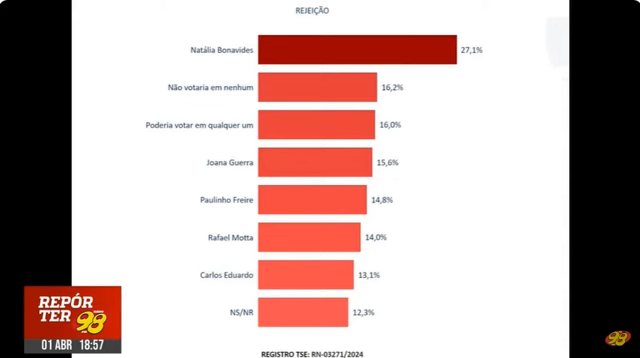 REJEIÇÃO
Natália Bonavides 27,1%
Não votaria em nenhum 16,2%
Poderia votar em qualquer um 16,0%
Joana Guerra 15,6%
Paulinho Freire 14,8%
Rafael Motta 14,0%
Carlos Eduardo 13,1%
NS/NR 12,3%
REGISTRO TSE: RN-03271/2024
REPÓR
TER 98
01 ABR 18:57
98